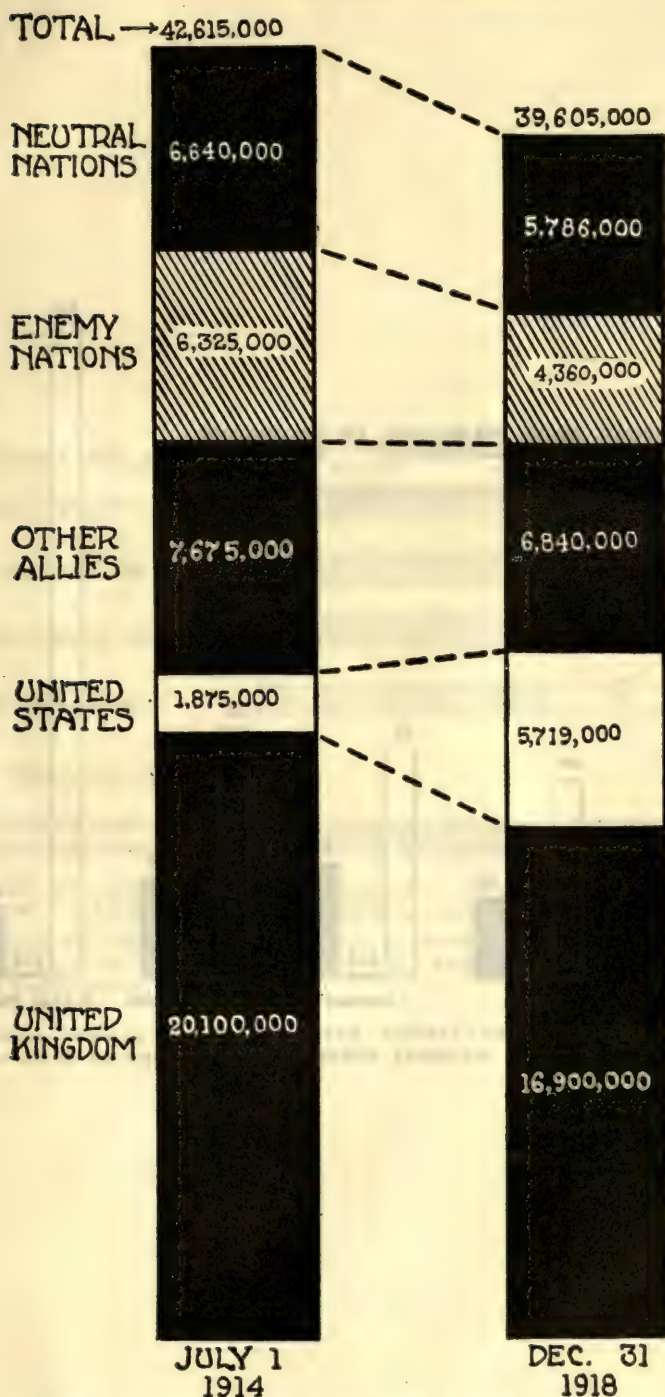 TOTAL → 42,615,000
39,605,000
NEUTRAL
NATIONS
6,640,000
5,786,000
ENEMY
NATIONS
6,325,000
4,360,000
OTHER
ALLIES
7,675,000
6,840,000
UNITED
STATES
1,875,000
5,719,000
UNITED
KINGDOM
20,100,000
16,900,000
JULY 1
1914
DEC. 31
1918